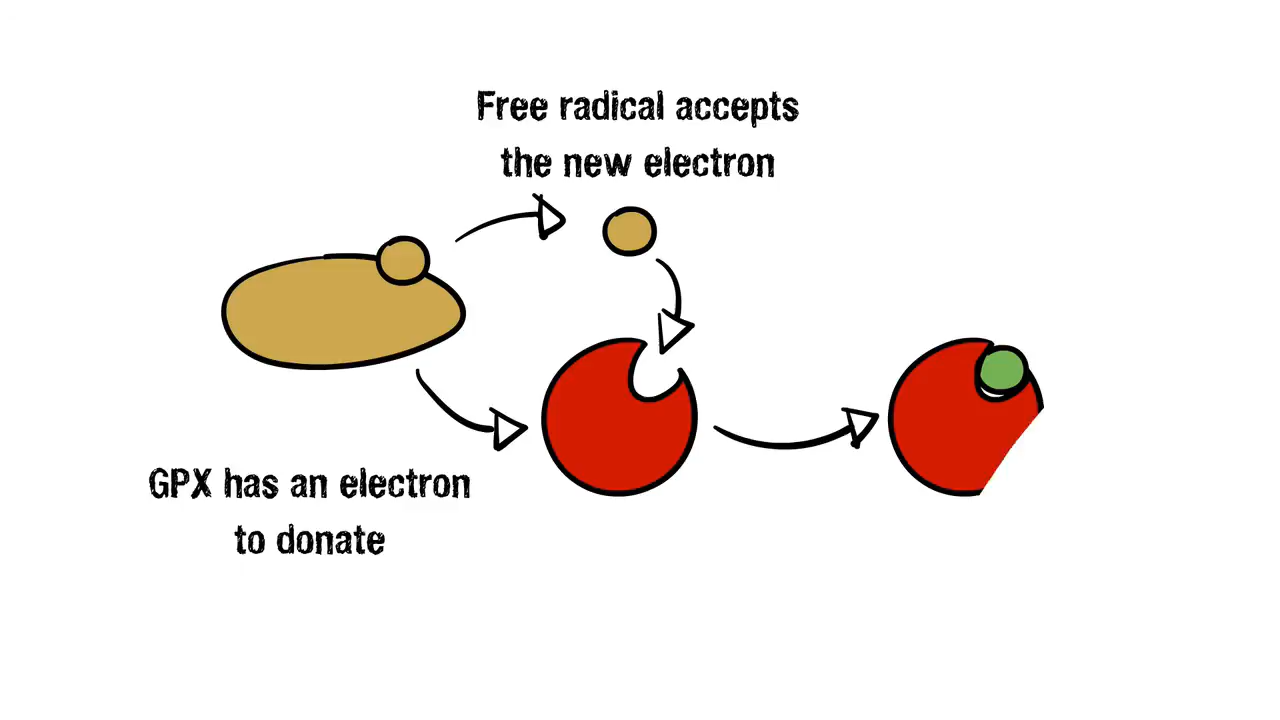 Free radical accepts
the new electron
GPX has an electron
to donate